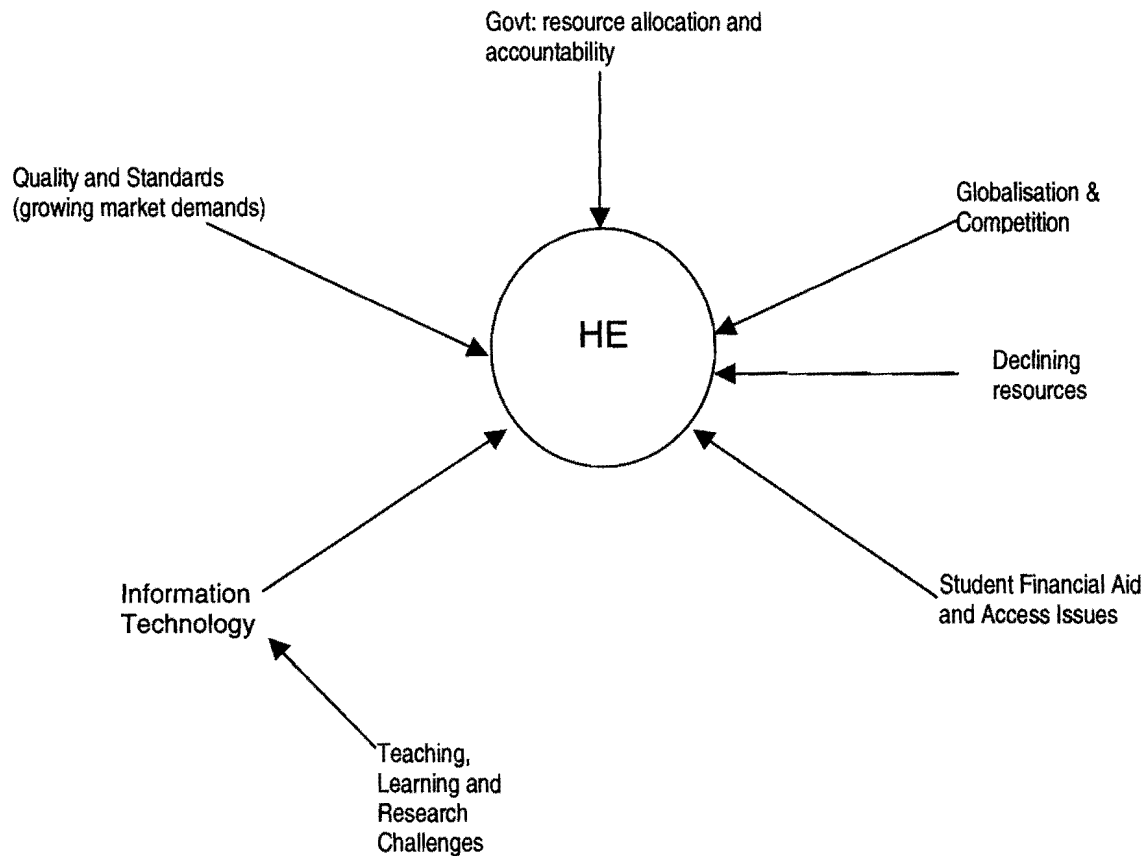 Govt: resource allocation and
accountability
Quality and Standards
(growing market demands)
Globalisation &
Competition
HE
Declining
resources
Information
Technology
Student Financial Aid
and Access Issues
Teaching,
Learning and
Research
Challenges